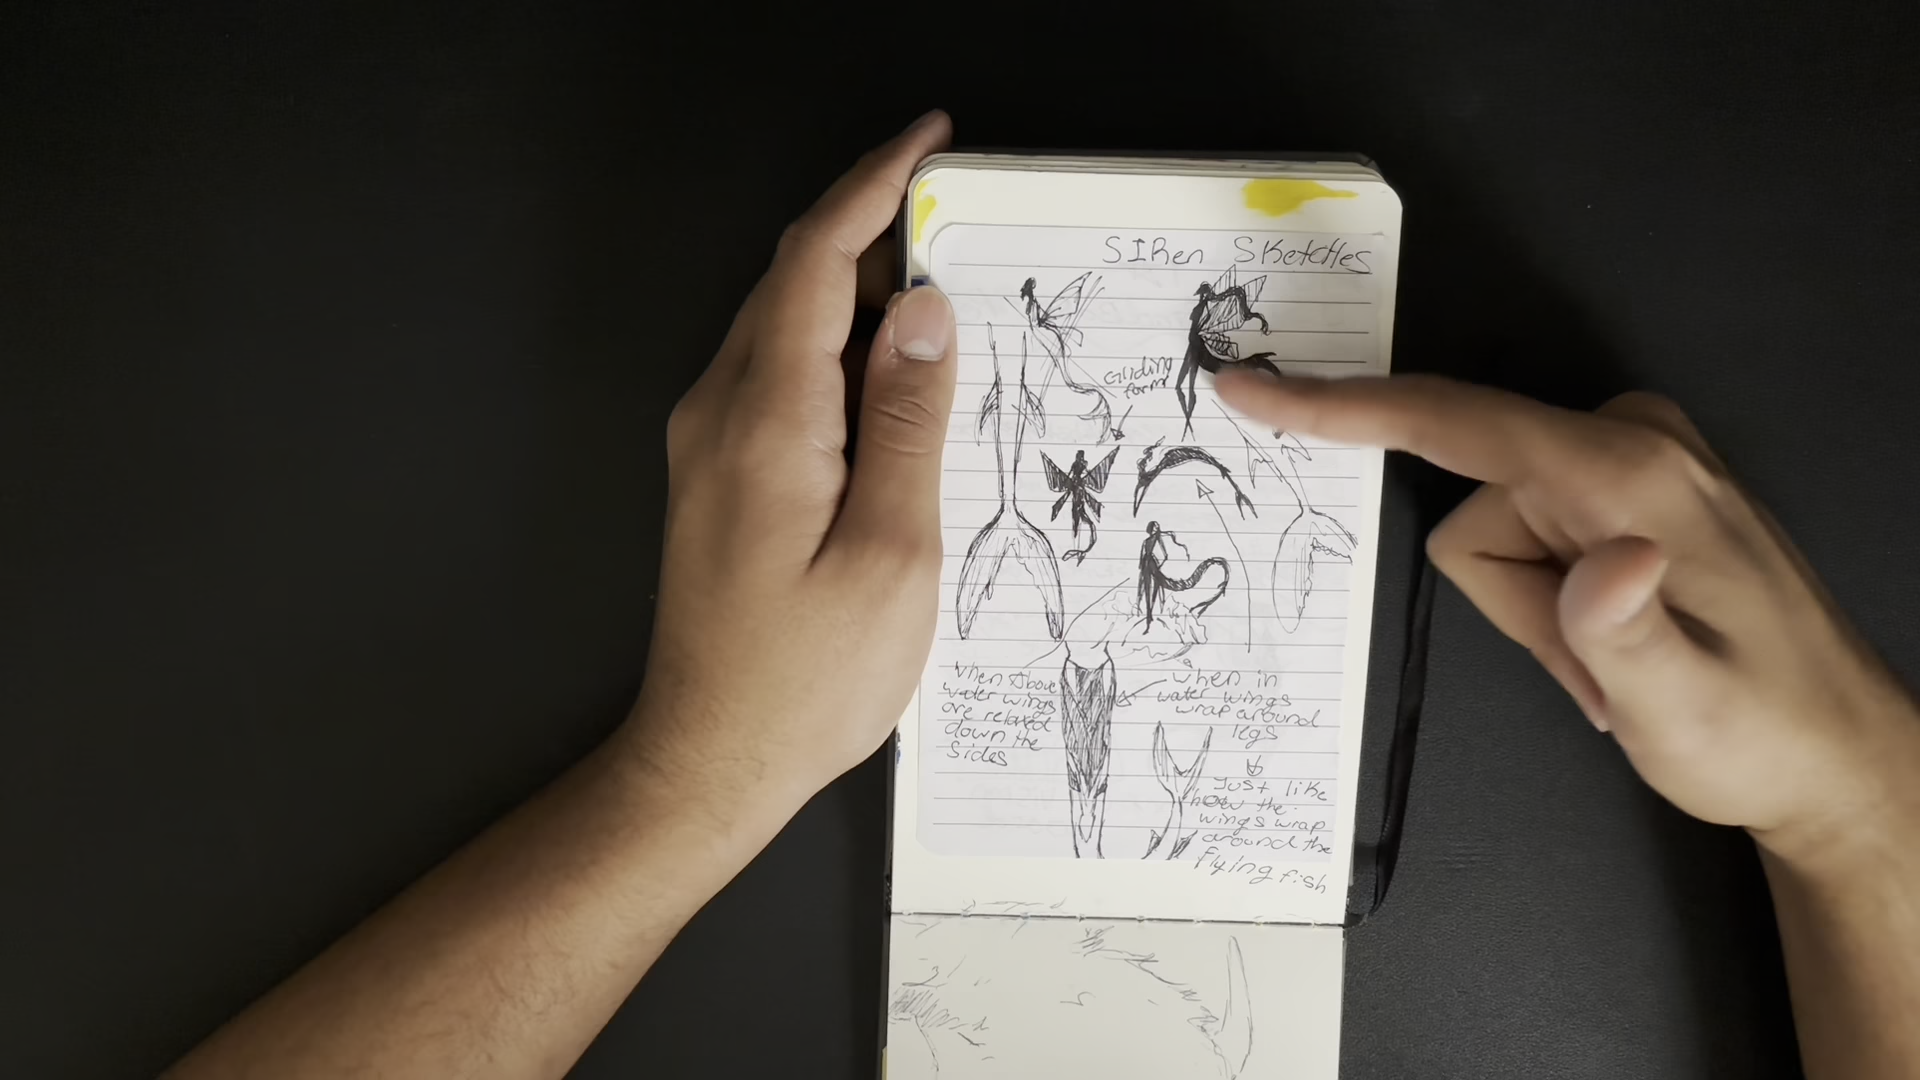 SIRen SKetcHes
Gliding
form
when Above
water wings
are relaxed
down the
sides
when in
water wings
wrap around
legs
Just like
how the
wings wrap
around the
flying fish